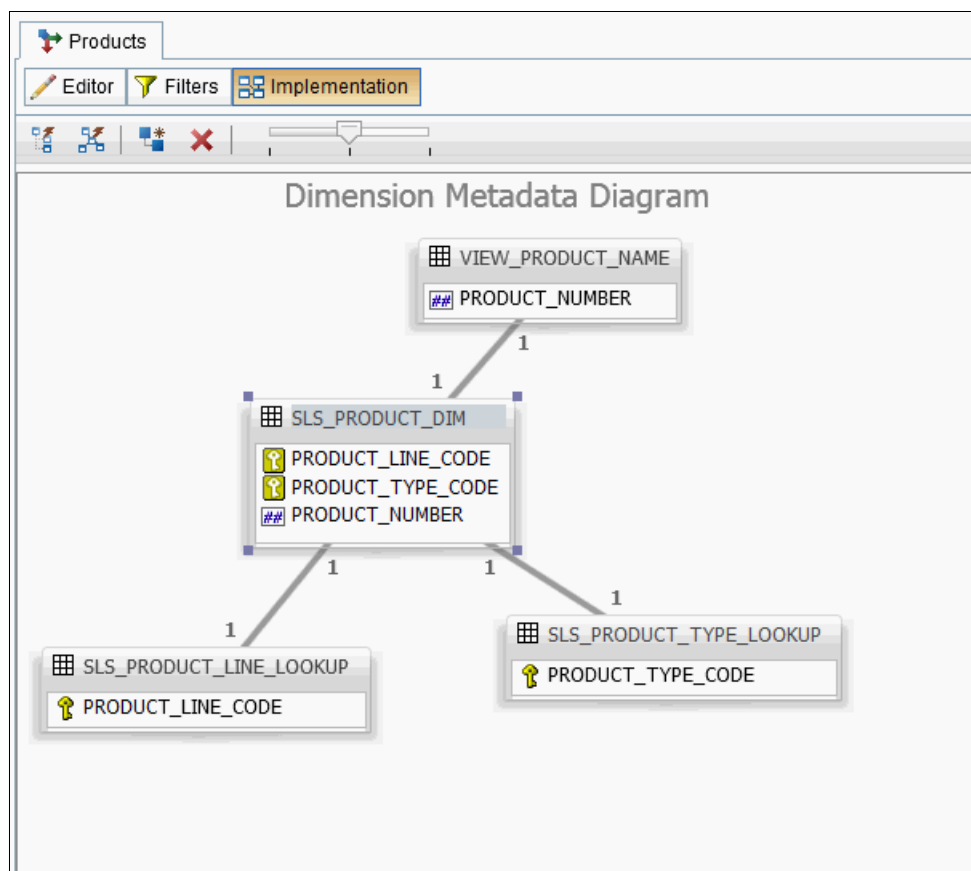 Products
Editor Filters Implementation
Dimension Metadata Diagram
VIEW_PRODUCT_NAME
## PRODUCT_NUMBER
1
1
SLS_PRODUCT_DIM
PRODUCT_LINE_CODE
PRODUCT_TYPE_CODE
## PRODUCT_NUMBER
1 1
1
1
SLS_PRODUCT_TYPE_LOOKUP
PRODUCT_TYPE_CODE
SLS_PRODUCT_LINE_LOOKUP
PRODUCT_LINE_CODE